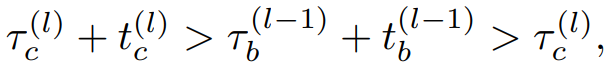 τ_c^{(l)} + t_c^{(l)} > τ_b^{(l−1)} + t_b^{(l−1)} > τ_c^{(l)},